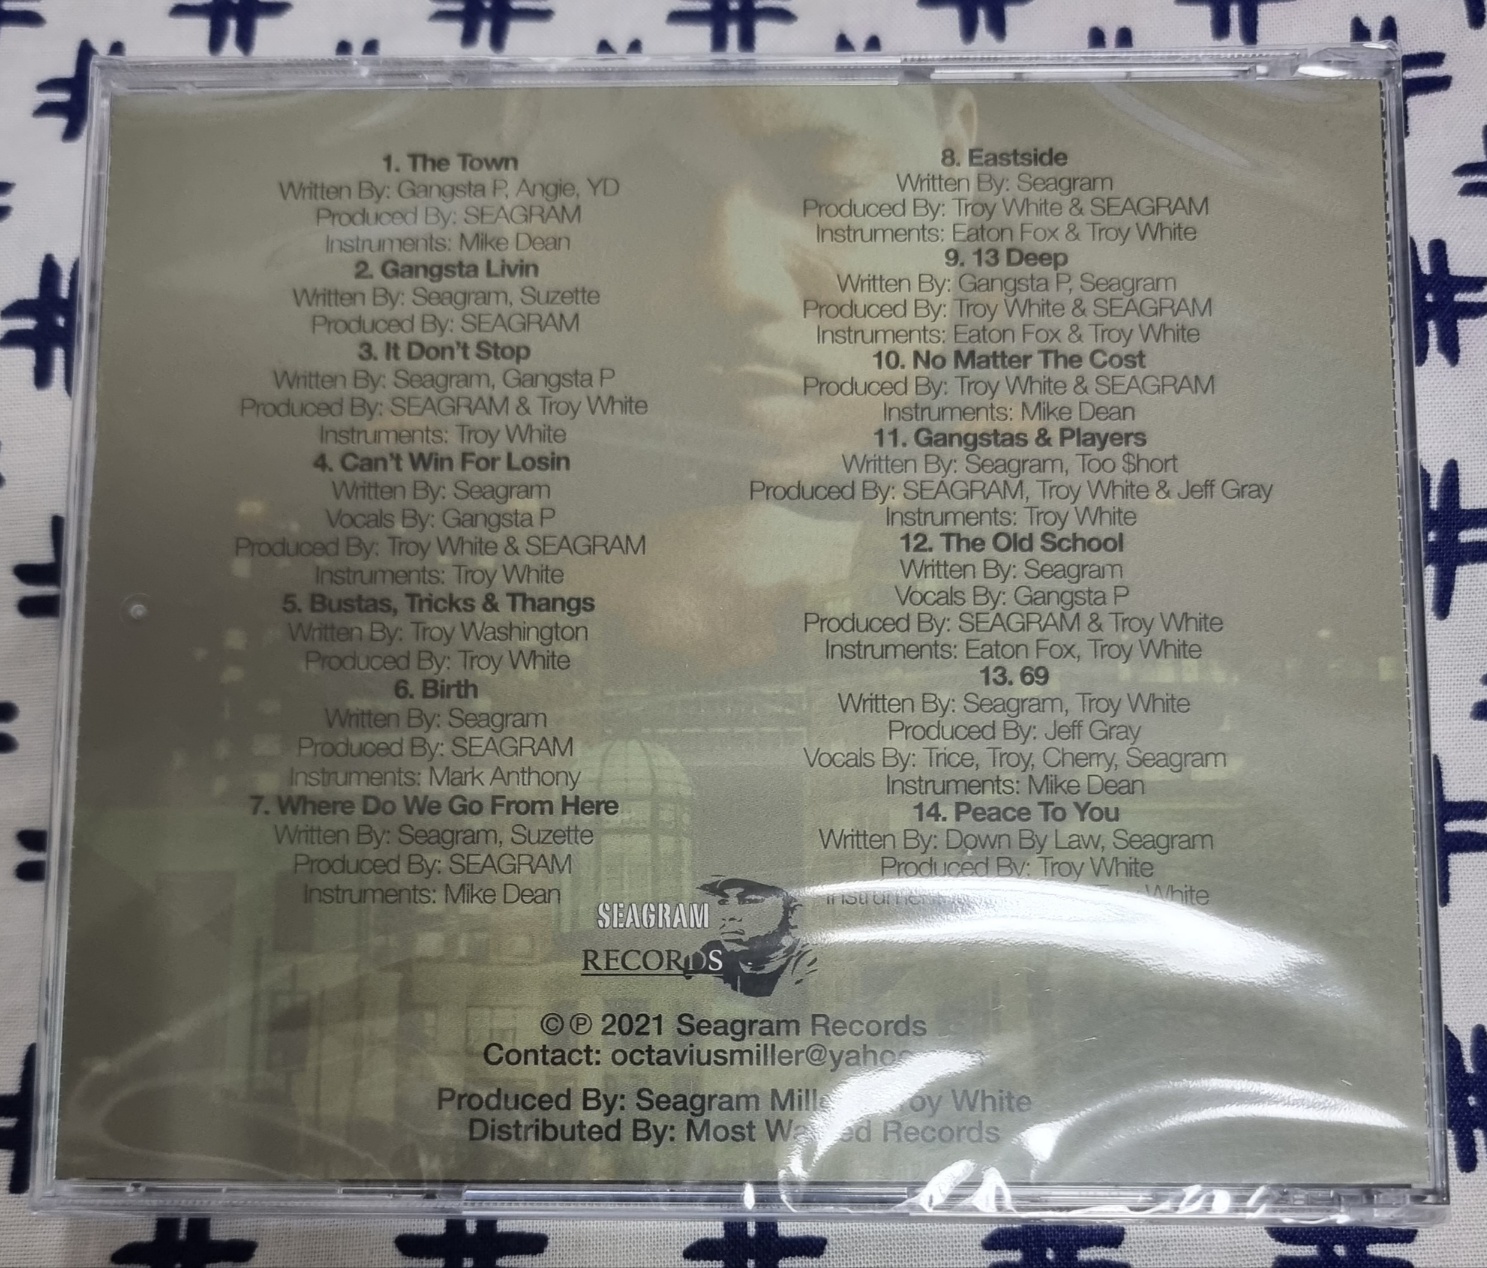 1. The Town
Written By: Gangsta P, Angie, YD
Produced By: SEAGRAM
Instruments: Mike Dean
2. Gangsta Livin
Written By: Seagram, Suzette
Produced By: SEAGRAM
3. It Don't Stop
Written By: Seagram, Gangsta P
Produced By: SEAGRAM & Troy White
Instruments: Troy White
4. Can't Win For Losin
Written By: Seagram
Vocals By: Gangsta P
Produced By: Troy White & SEAGRAM
Instruments: Troy White
5. Bustas, Tricks & Thangs
Written By: Troy Washington
Produced By: Troy White
6. Birth
Written By: Seagram
Produced By: SEAGRAM
Instruments: Mark Anthony
7. Where Do We Go From Here
Written By: Seagram, Suzette
Produced By: SEAGRAM
Instruments: Mike Dean
8. Eastside
Written By: Seagram
Produced By: Troy White & SEAGRAM
Instruments: Eaton Fox & Troy White
9. 13 Deep
Written By: Gangsta P, Seagram
Produced By: Troy White & SEAGRAM
Instruments: Eaton Fox & Troy White
10. No Matter The Cost
Produced By: Troy White & SEAGRAM
Instruments: Mike Dean
11. Gangstas & Players
Written By: Seagram, Too $hort
Produced By: SEAGRAM, Troy White & Jeff Gray
Instruments: Troy White
12. The Old School
Written By: Seagram
Vocals By: Gangsta P
Produced By: SEAGRAM & Troy White
Instruments: Eaton Fox, Troy White
13. 69
Written By: Seagram, Troy White
Produced By: Jeff Gray
Vocals By: Trice, Troy, Cherry, Seagram
Instruments: Mike Dean
14. Peace To You
Written By: Down By Law, Seagram
Produced By: Troy White
White
SEAGRAM
RECORDS
©℗ 2021 Seagram Records
Contact:
Produced By: Seagram White
Distributed By: Most Records